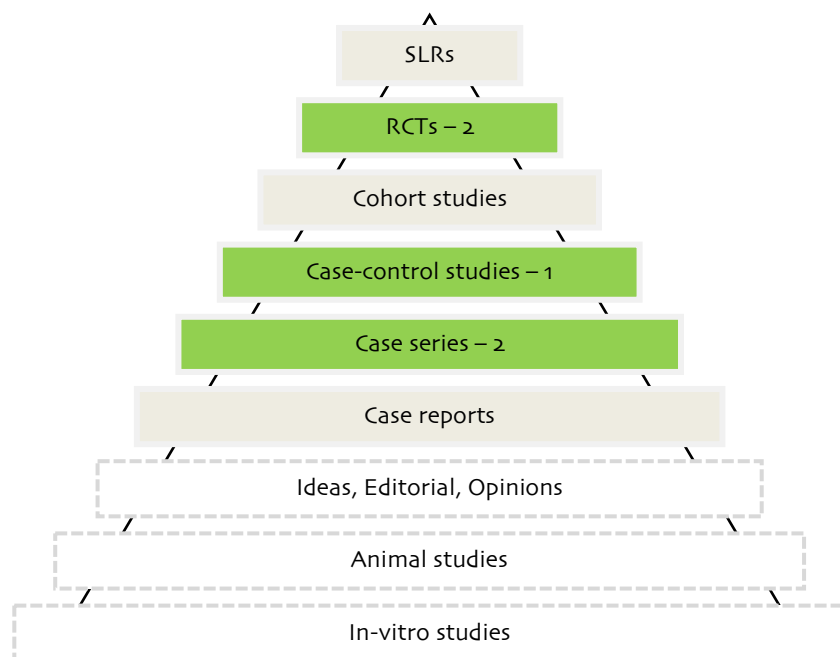 SLRs
RCTs – 2
Cohort studies
Case-control studies – 1
Case series – 2
Case reports
Ideas, Editorial, Opinions
Animal studies
In-vitro studies